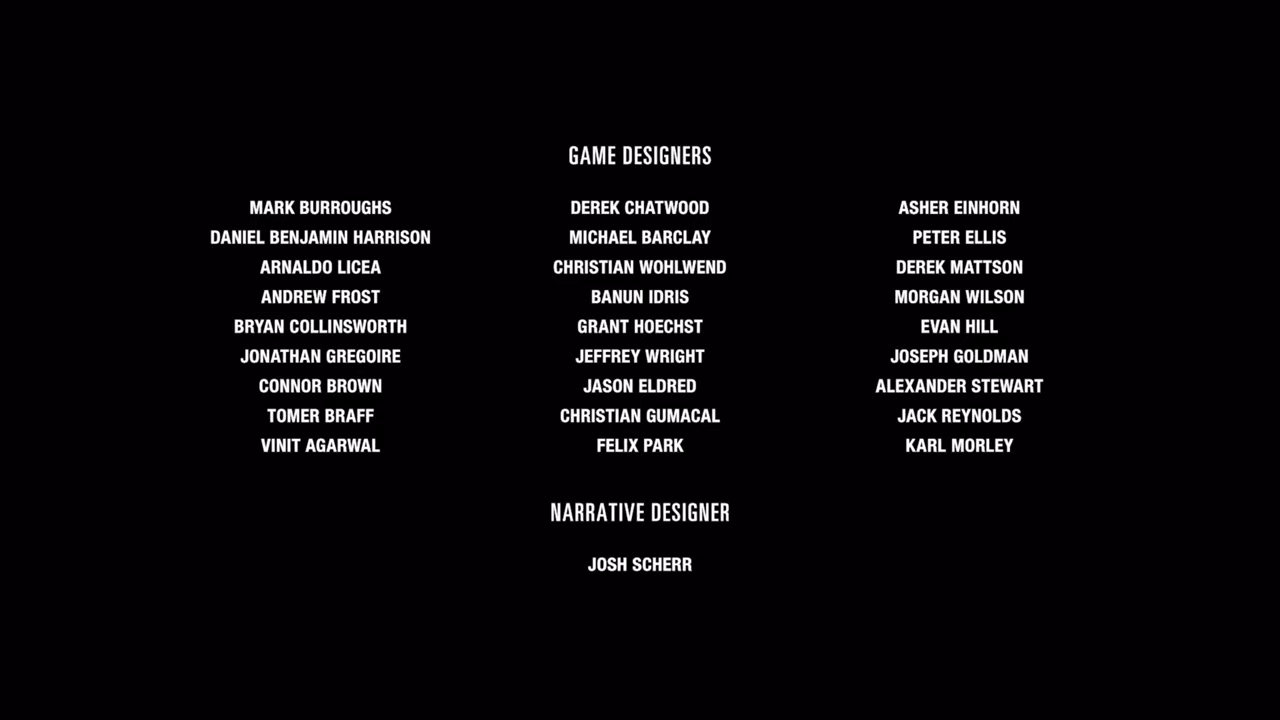 GAME DESIGNERS
MARK BURROUGHS DEREK CHATWOOD ASHER EINHORN
DANIEL BENJAMIN HARRISON MICHAEL BARCLAY PETER ELLIS
ARNALDO LICEA CHRISTIAN WOHLWEND DEREK MATTSON
ANDREW FROST BANUN IDRIS MORGAN WILSON
BRYAN COLLINSWORTH GRANT HOECHST EVAN HILL
JONATHAN GREGOIRE JEFFREY WRIGHT JOSEPH GOLDMAN
CONNOR BROWN JASON ELDRED ALEXANDER STEWART
TOMER BRAFF CHRISTIAN GUMACAL JACK REYNOLDS
VINIT AGARWAL FELIX PARK KARL MORLEY
NARRATIVE DESIGNER
JOSH SCHERR